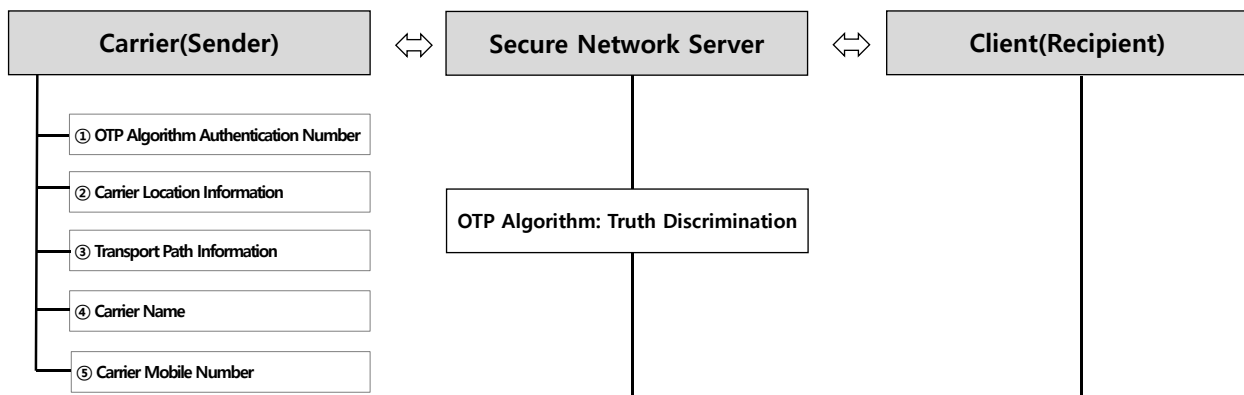 Carrier(Sender)
Secure Network Server
Client(Recipient)
① OTP Algorithm Authentication Number
② Carrier Location Information
OTP Algorithm: Truth Discrimination
③ Transport Path Information
④ Carrier Name
⑤ Carrier Mobile Number